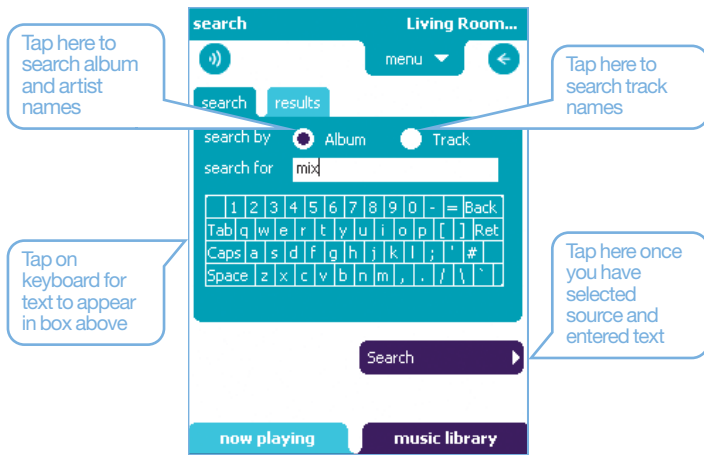 search Living Room...
menu
search results
search by Album Track
search for mix
1 2 3 4 5 6 7 8 9 0 - = Back
Tab q w e r t y u i o p [ ] Ret
Caps a s d f g h j k l ; ' #
Space z x c v b n m , . / \ `
Search
now playing music library
Tap here to
search album
and artist
names
Tap here to
search track
names
Tap on
keyboard for
text to appear
in box above
Tap here once
you have
selected
source and
entered text